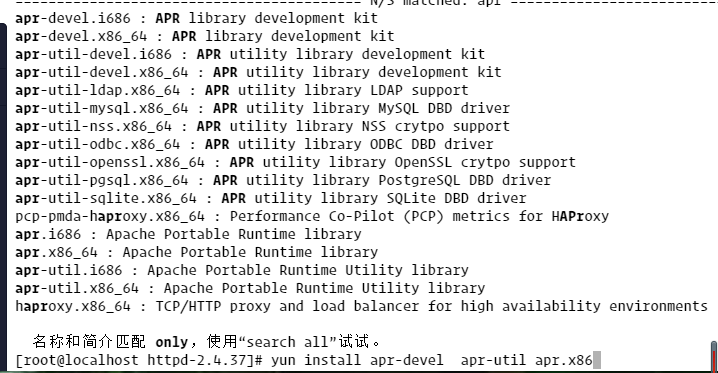 ======================================= N/S matched: apr =======================================
apr-devel.i686 : APR library development kit
apr-devel.x86_64 : APR library development kit
apr-util-devel.i686 : APR utility library development kit
apr-util-devel.x86_64 : APR utility library development kit
apr-util-ldap.x86_64 : APR utility library LDAP support
apr-util-mysql.x86_64 : APR utility library MySQL DBD driver
apr-util-nss.x86_64 : APR utility library NSS crytpo support
apr-util-odbc.x86_64 : APR utility library ODBC DBD driver
apr-util-openssl.x86_64 : APR utility library OpenSSL crytpo support
apr-util-pgsql.x86_64 : APR utility library PostgreSQL DBD driver
apr-util-sqlite.x86_64 : APR utility library SQLite DBD driver
pcp-pmda-haproxy.x86_64 : Performance Co-Pilot (PCP) metrics for HAProxy
apr.i686 : Apache Portable Runtime library
apr.x86_64 : Apache Portable Runtime library
apr-util.i686 : Apache Portable Runtime Utility library
apr-util.x86_64 : Apache Portable Runtime Utility library
haproxy.x86_64 : TCP/HTTP proxy and load balancer for high availability environments
名称和简介匹配 only，使用“search all”试试。
[root@localhost httpd-2.4.37]# yun install apr-devel  apr-util apr.x86